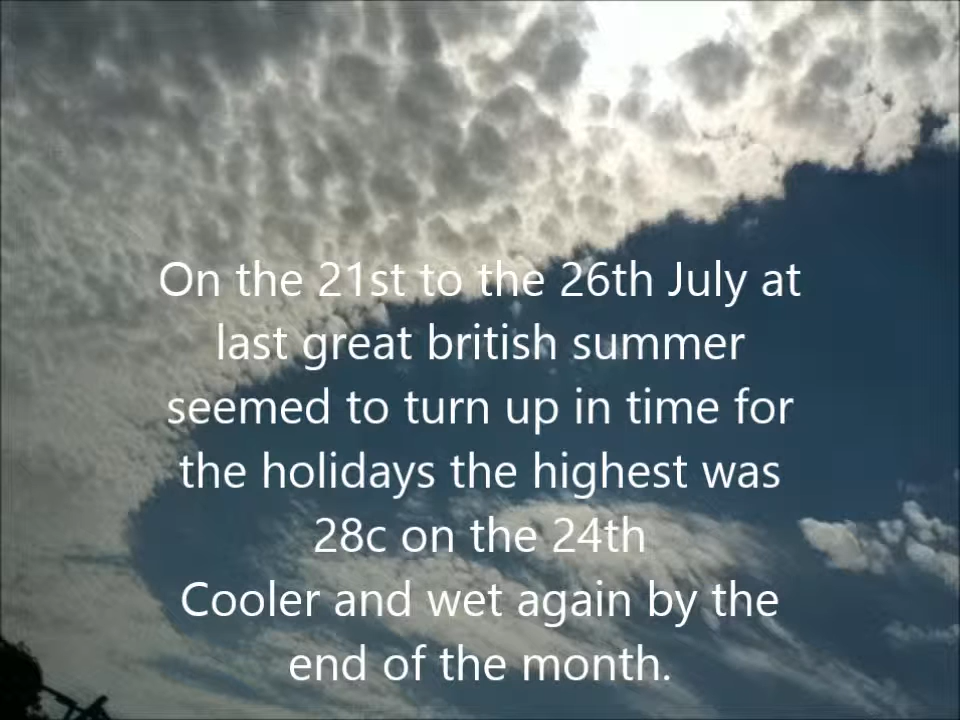 On the 21st to the 26th July at
last great british summer
seemed to turn up in time for
the holidays the highest was
28c on the 24th
Cooler and wet again by the
end of the month.